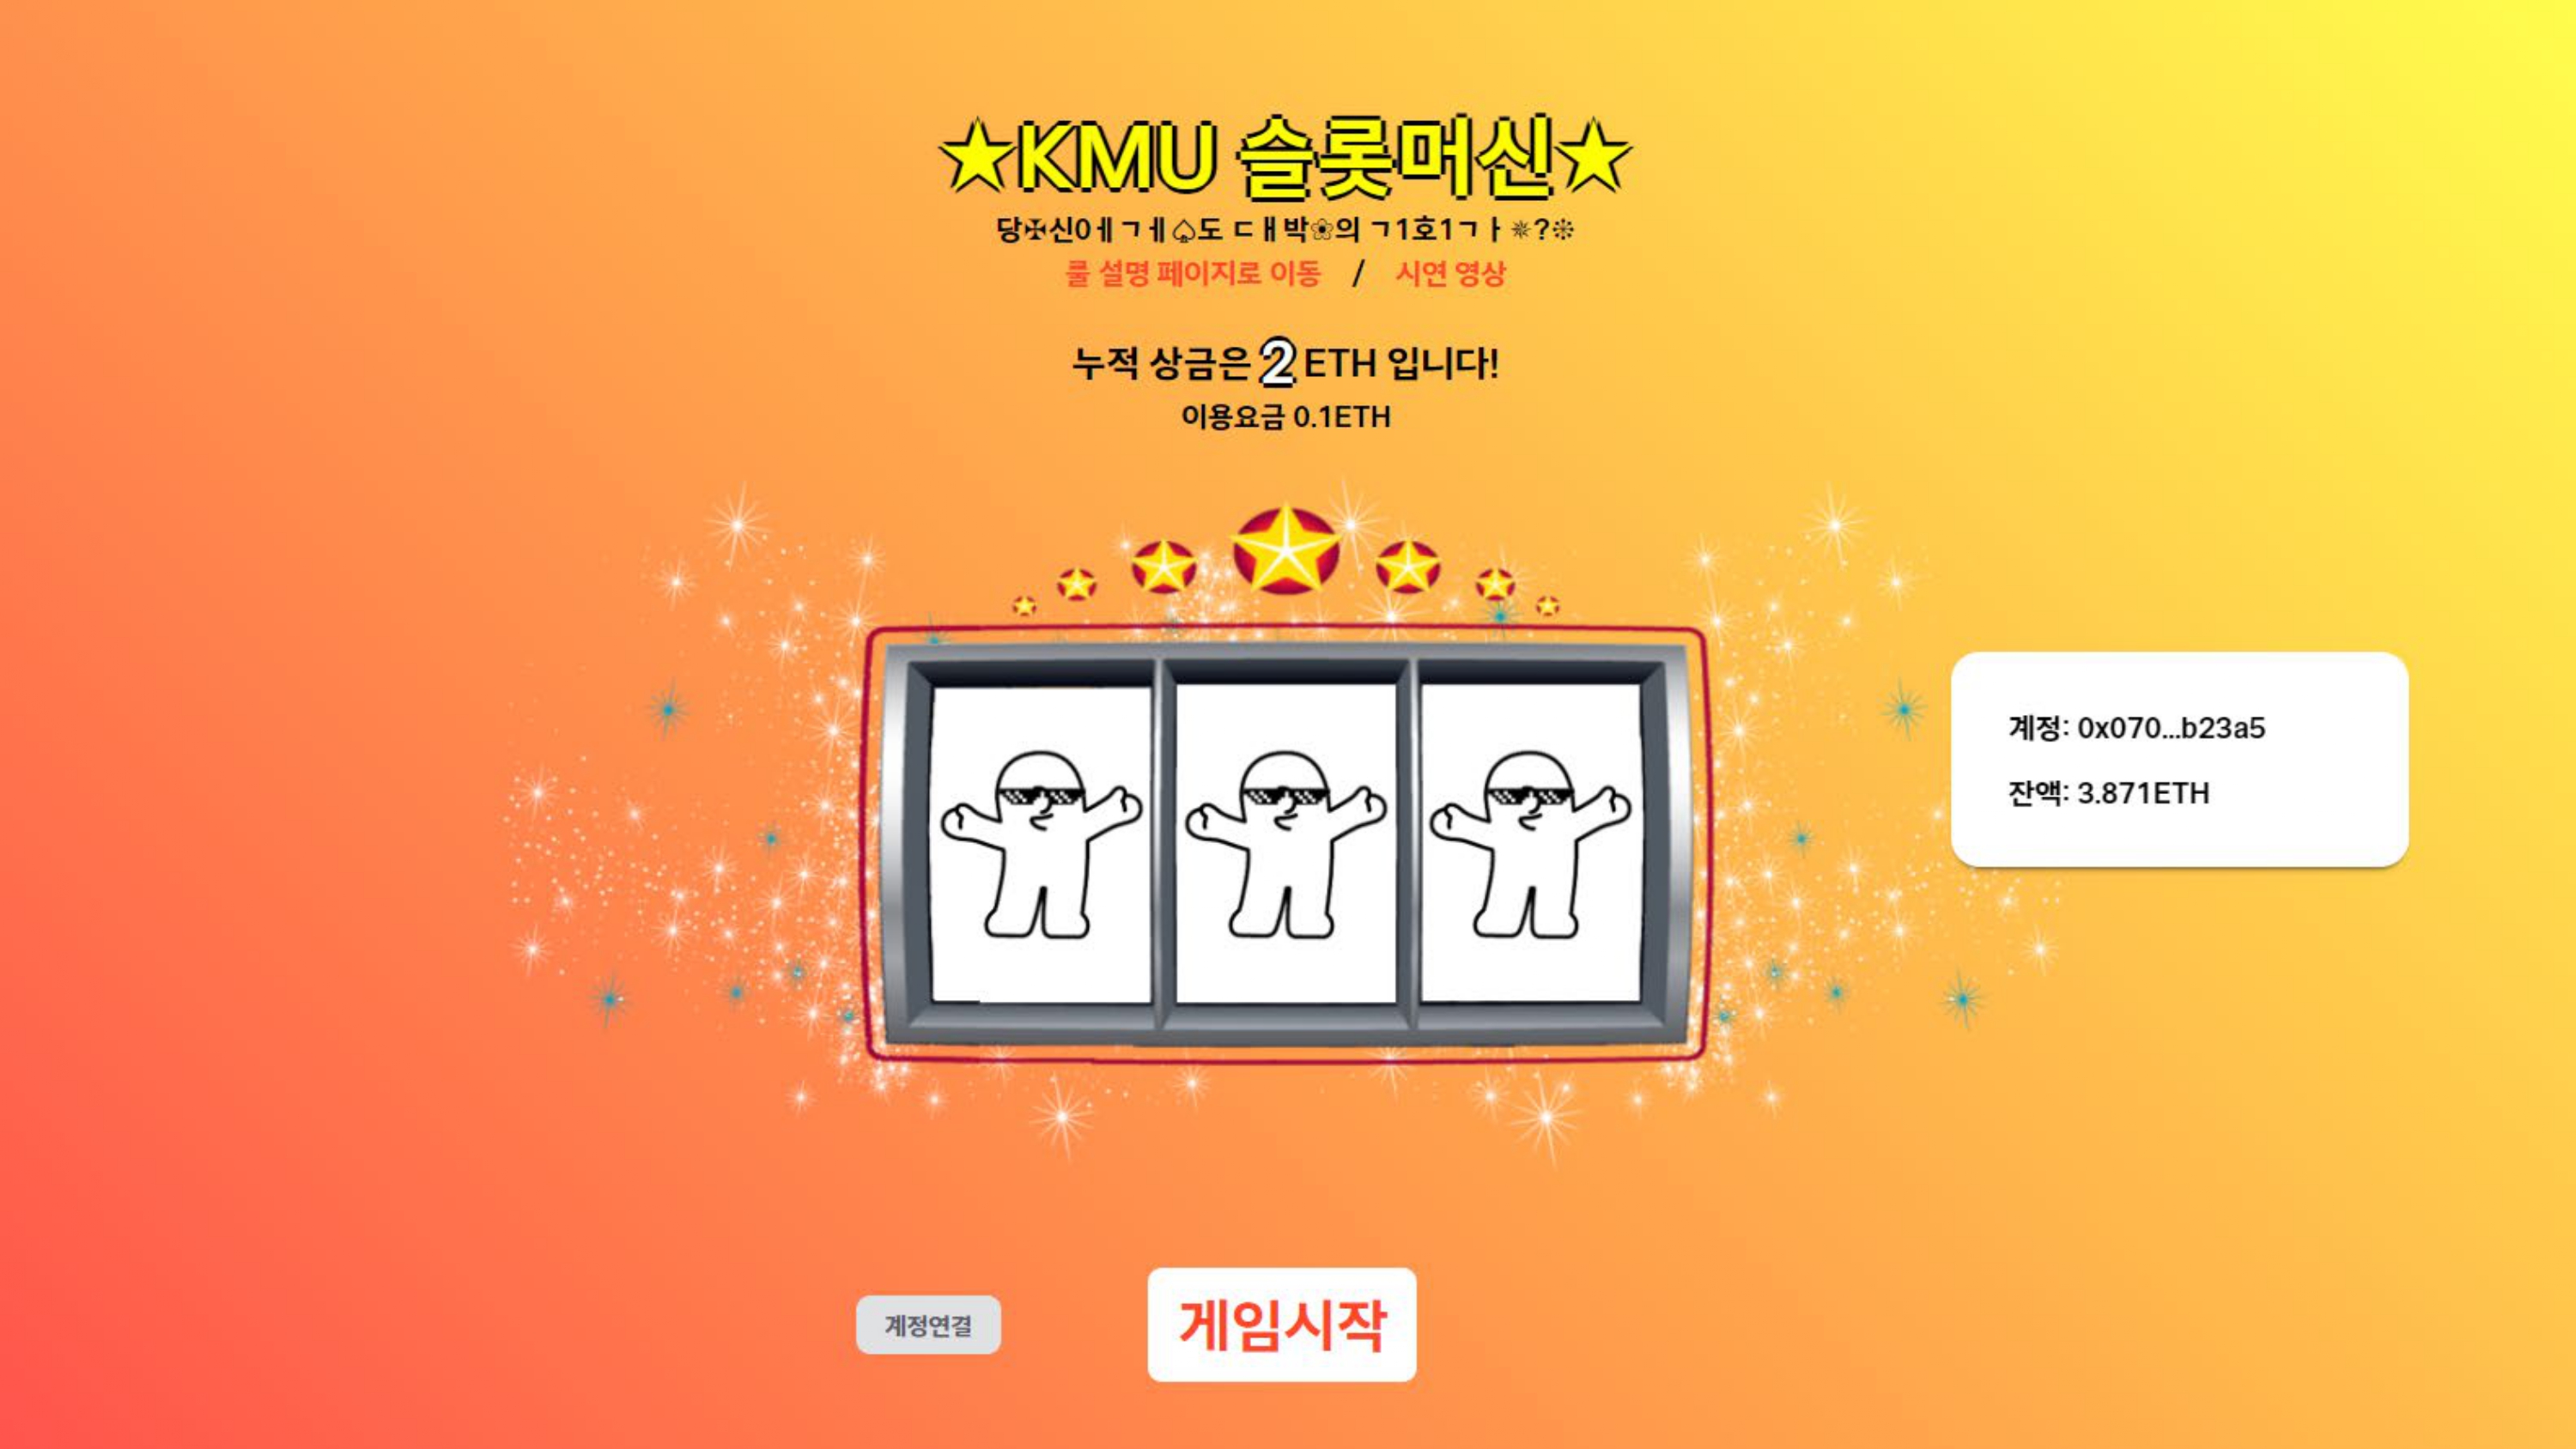 ★KMU 슬롯머신★
당✠신0ㅔㄱㅔ♤도 ㄷㅐ박❀의 ㄱ1호1ㄱㅏ✵?❊
룰 설명 페이지로 이동 / 시연 영상
누적 상금은 2 ETH 입니다!
이용요금 0.1ETH
계정: 0x070...b23a5
잔액: 3.871ETH
계정연결
게임시작